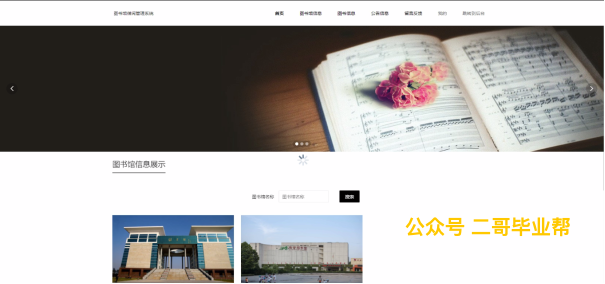 图书馆预约管理系统
首页 图书馆信息 图书信息 公告信息 留言反馈 我的 跳转到后台
图书馆信息展示
图书馆名称 图书馆名称 搜索
公众号 二哥毕业帮